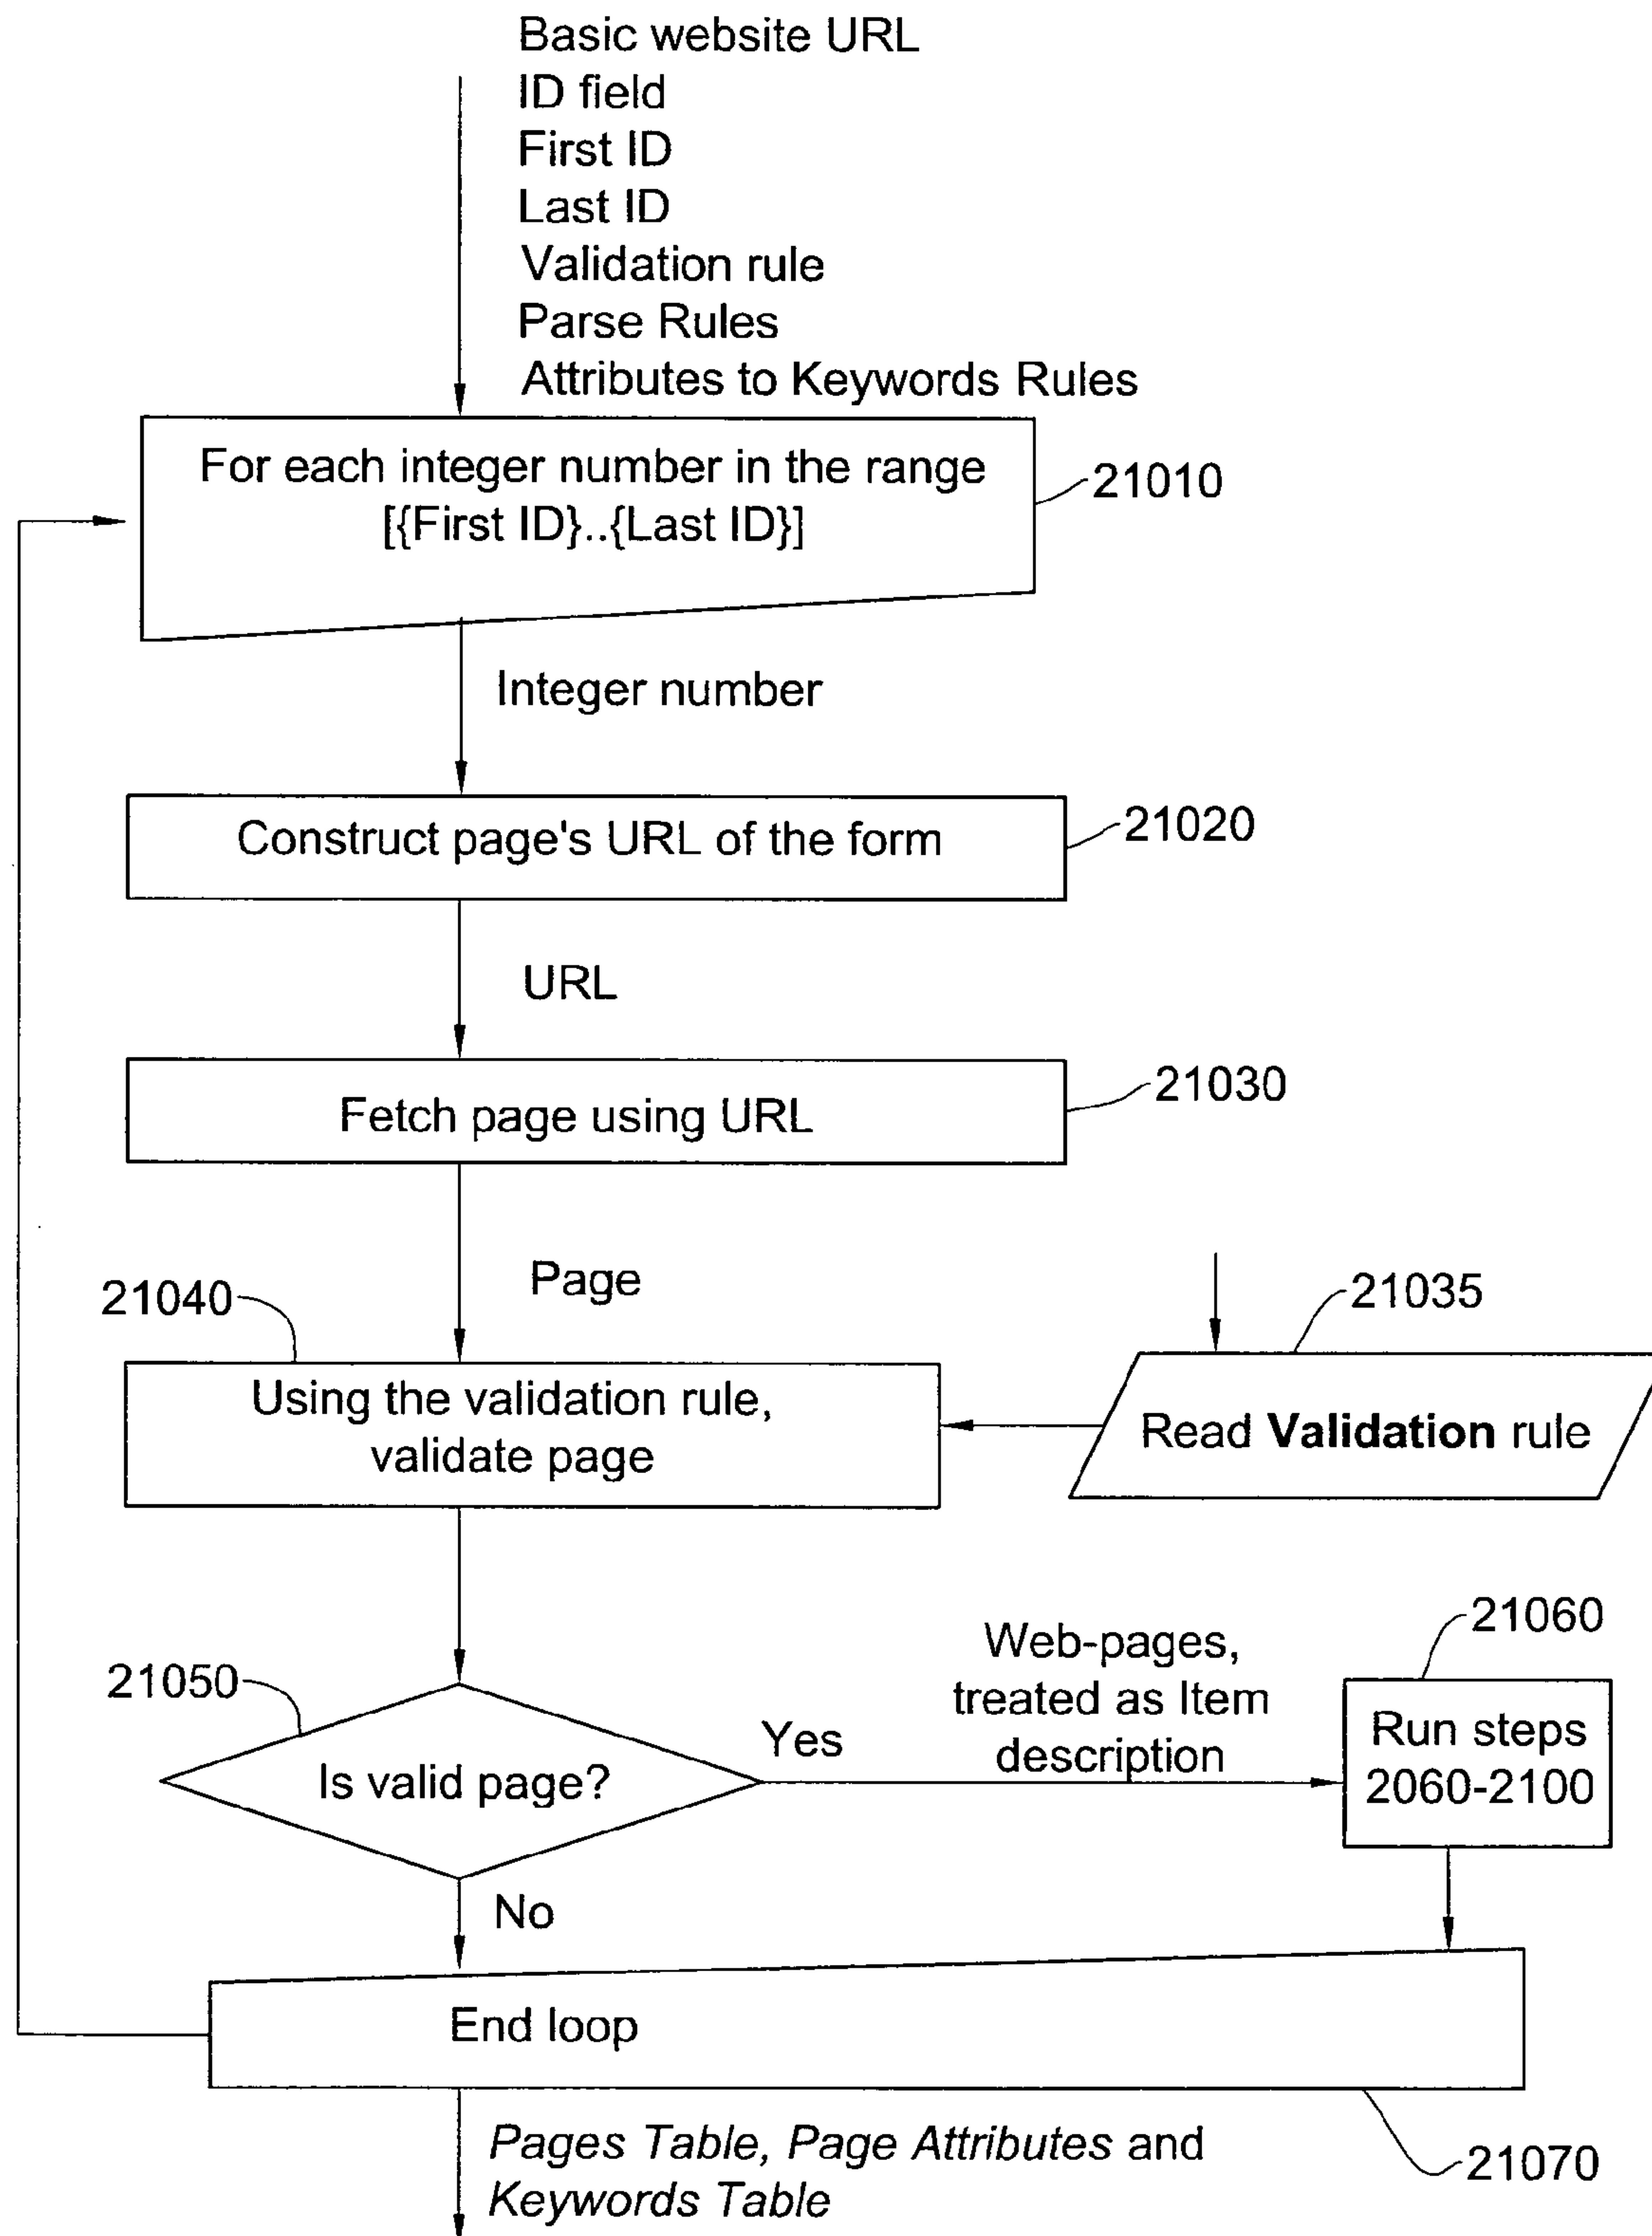 Basic website URL
ID field
First ID
Last ID
Validation rule
Parse Rules
Attributes to Keywords Rules
For each integer number in the range
[{First ID}..{Last ID}]
21010
Integer number
Construct page's URL of the form
21020
URL
Fetch page using URL
21030
Page
21040
21035
Using the validation rule,
validate page
Read Validation rule
21050
Is valid page?
Yes
Web-pages,
treated as Item
description
21060
Run steps
2060-2100
No
End loop
21070
Pages Table, Page Attributes and
Keywords Table